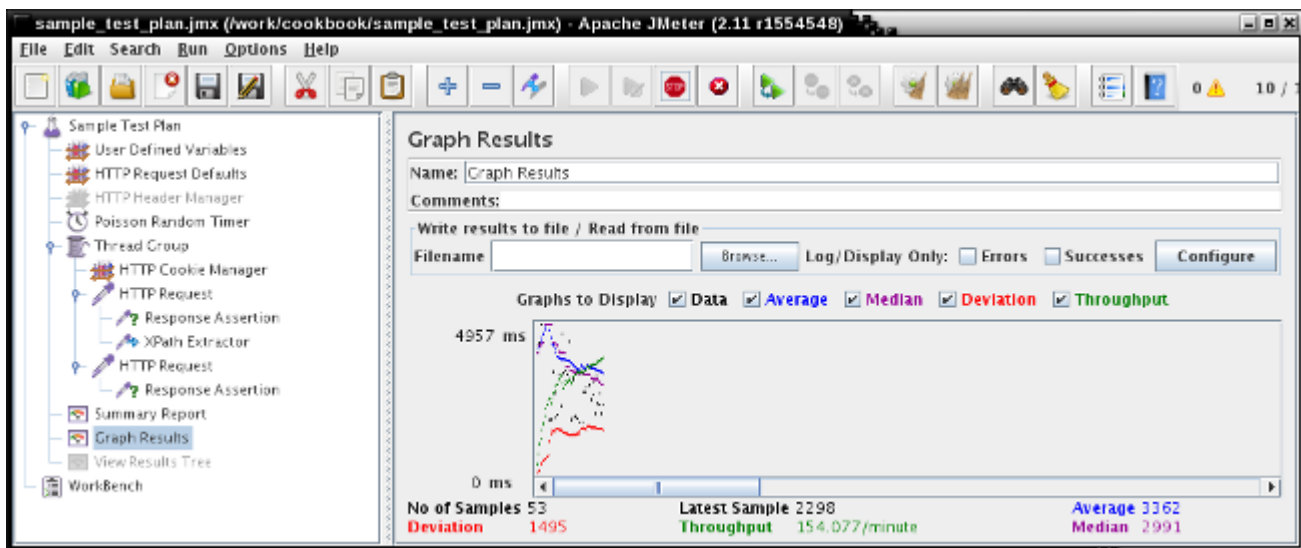 sample_test_plan.jmx (/work/cookbook/sample_test_plan.jmx) - Apache JMeter (2.11 r1554548)
File Edit Search Run Options Help
STOP ? 0 10 /
Sample Test Plan
User Defined Variables
HTTP Request Defaults
HTTP Header Manager
Poisson Random Timer
Thread Group
HTTP Cookie Manager
HTTP Request
Response Assertion
XPath Extractor
HTTP Request
Response Assertion
Summary Report
Graph Results
View Results Tree
WorkBench
Graph Results
Name: Graph Results
Comments:
Write results to file / Read from file
Filename Browse... Log/Display Only: Errors Successes Configure
Graphs to Display Data Average Median Deviation Throughput
4957 ms
0 ms
No of Samples 53 Latest Sample 2298 Average 3362
Deviation 1495 Throughput 154.077/minute Median 2991